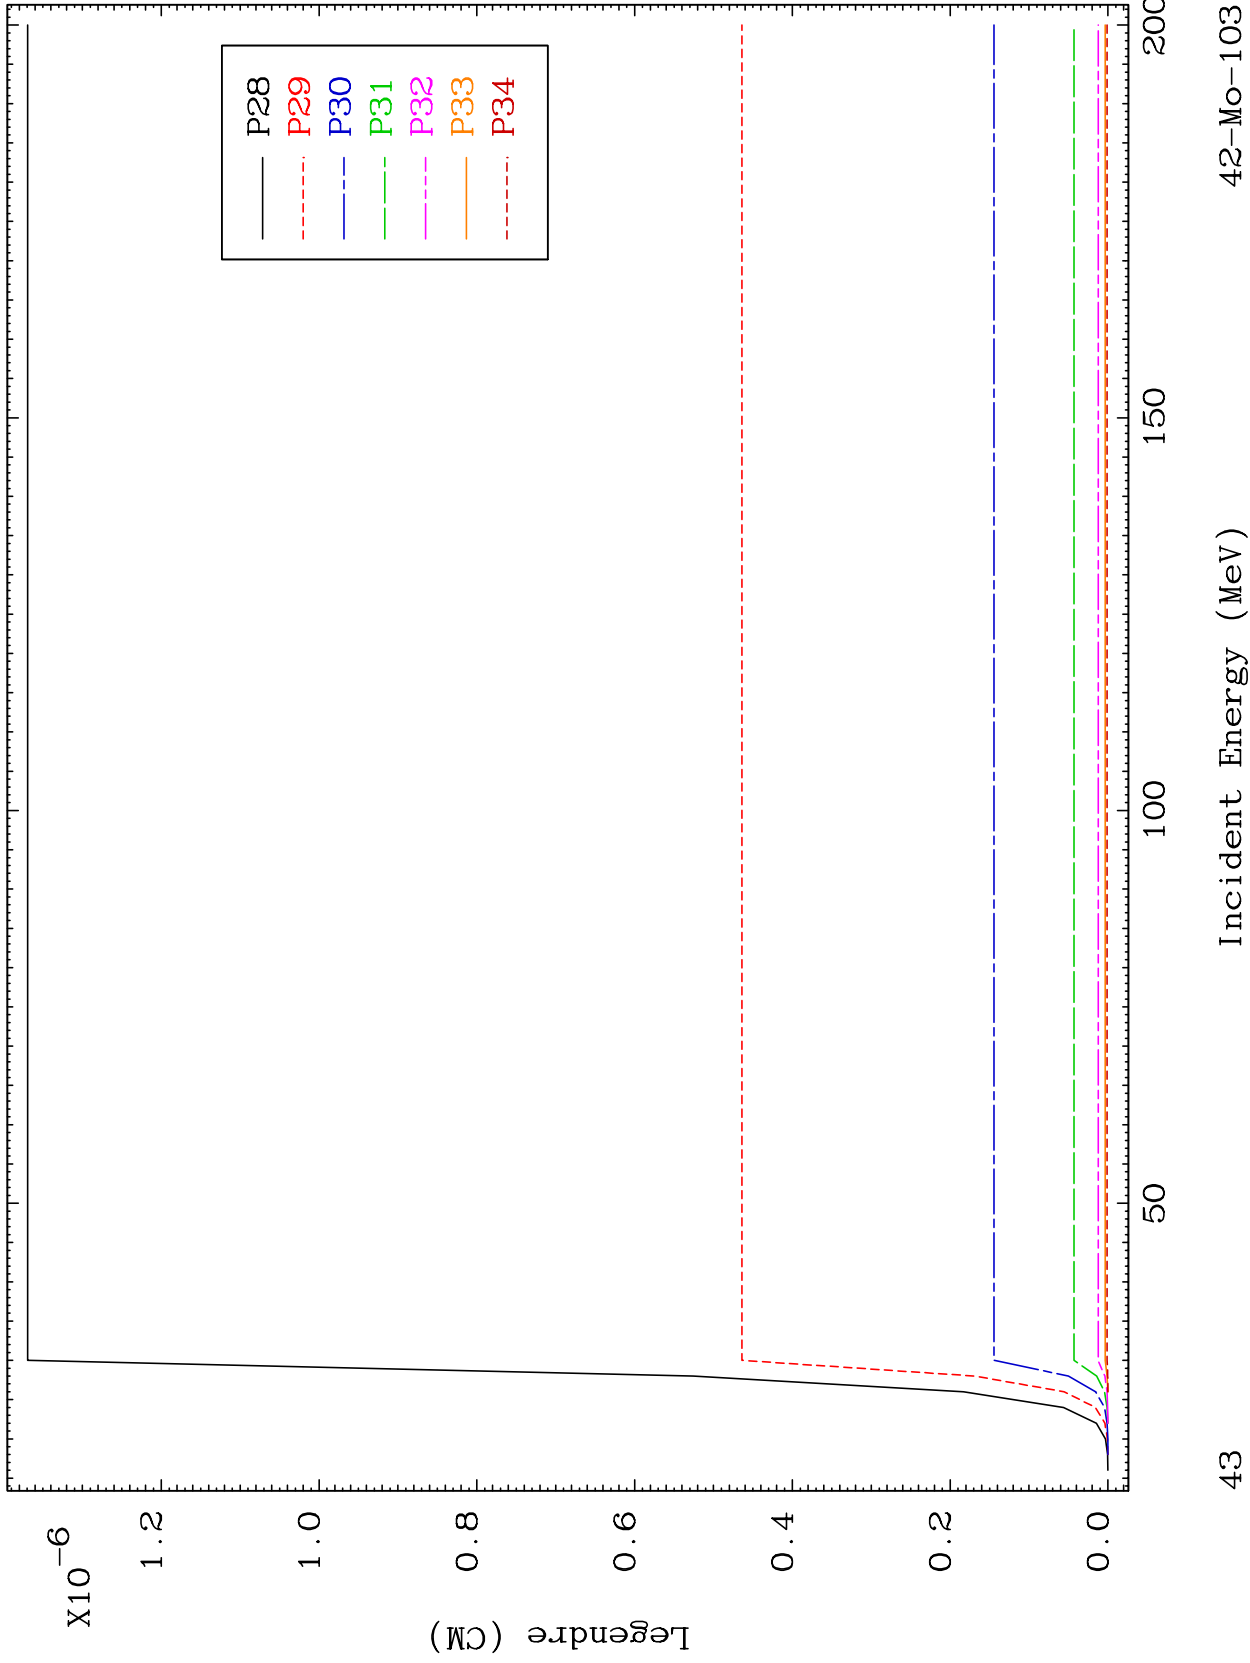 X10-6
1.2
1.0
0.8
0.6
0.4
0.2
0.0
Legendre (CM)
P28
P29
P30
P31
P32
P33
P34
50
100
150
200
Incident Energy (MeV)
43
42-Mo-103